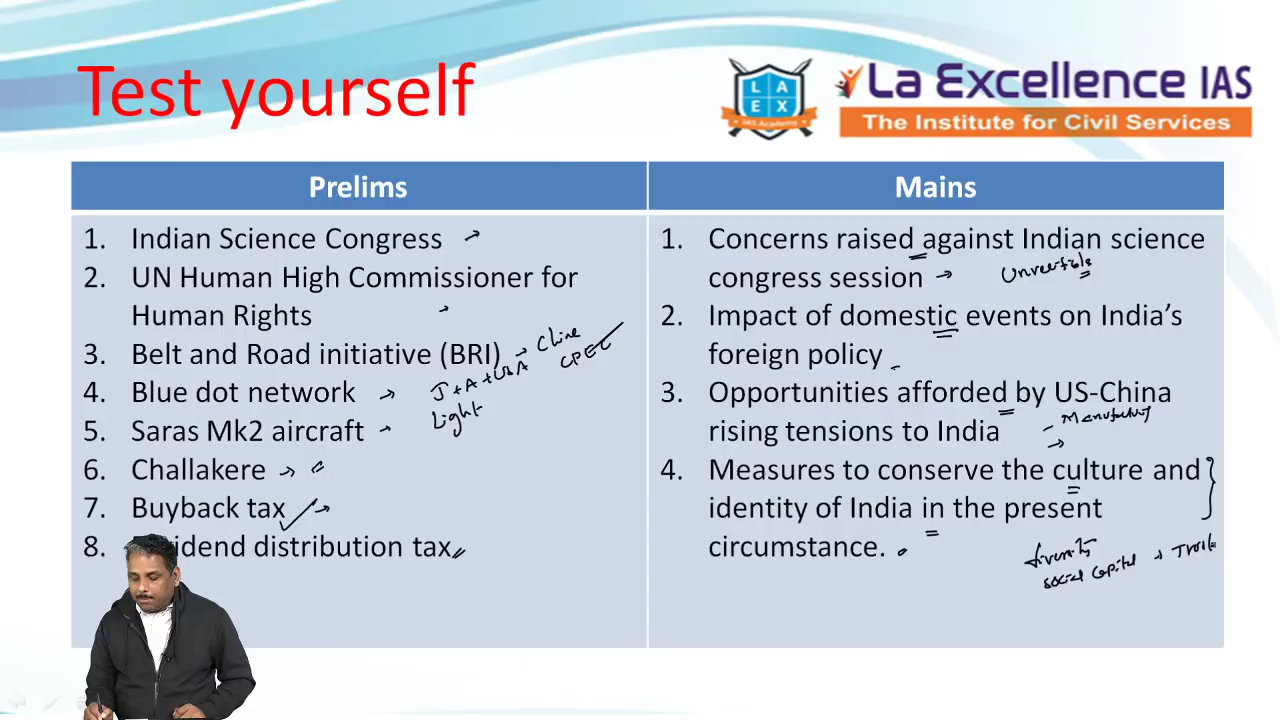 Test yourself
L A
E X
IAS Academy
La Excellence IAS
The Institute for Civil Services
Prelims
1. Indian Science Congress
2. UN Human High Commissioner for
Human Rights
3. Belt and Road initiative (BRI)
China
CPEC
4. Blue dot network
J + A + USA
Light
5. Saras Mk2 aircraft
6. Challakere
7. Buyback tax
8. idend distribution tax
Mains
1. Concerns raised against Indian science
congress session
2. Impact of domestic events on India's
foreign policy
3. Opportunities afforded by US-China
rising tensions to India
Manufacturing
4. Measures to conserve the culture and
identity of India in the present
circumstance.
social capital